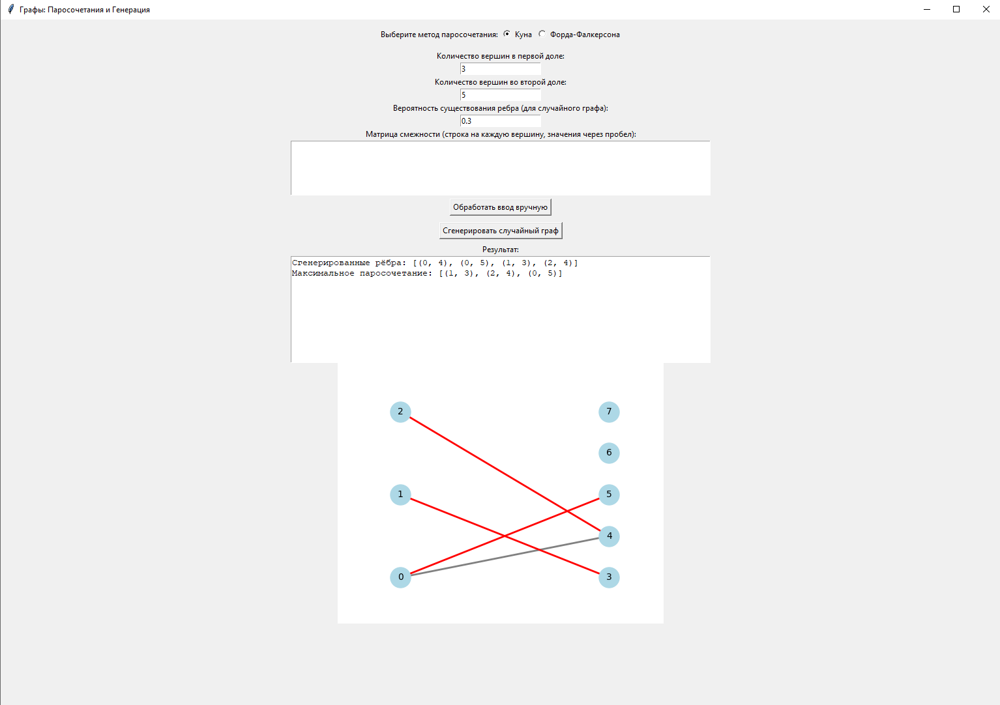 Графы: Паросочетания и Генерация
Выберите метод паросочетания: Куна Форда-Фалкерсона
Количество вершин в первой доле:
3
Количество вершин во второй доле:
5
Вероятность существования ребра (для случайного графа):
0.3
Матрица смежности (строка на каждую вершину, значения через пробел):
Обработать ввод вручную
Сгенерировать случайный граф
Результат:
Сгенерированные рёбра: [(0, 4), (0, 5), (1, 3), (2, 4)]
Максимальное паросочетание: [(1, 3), (2, 4), (0, 5)]
2 7
6
1 5
4
0 3